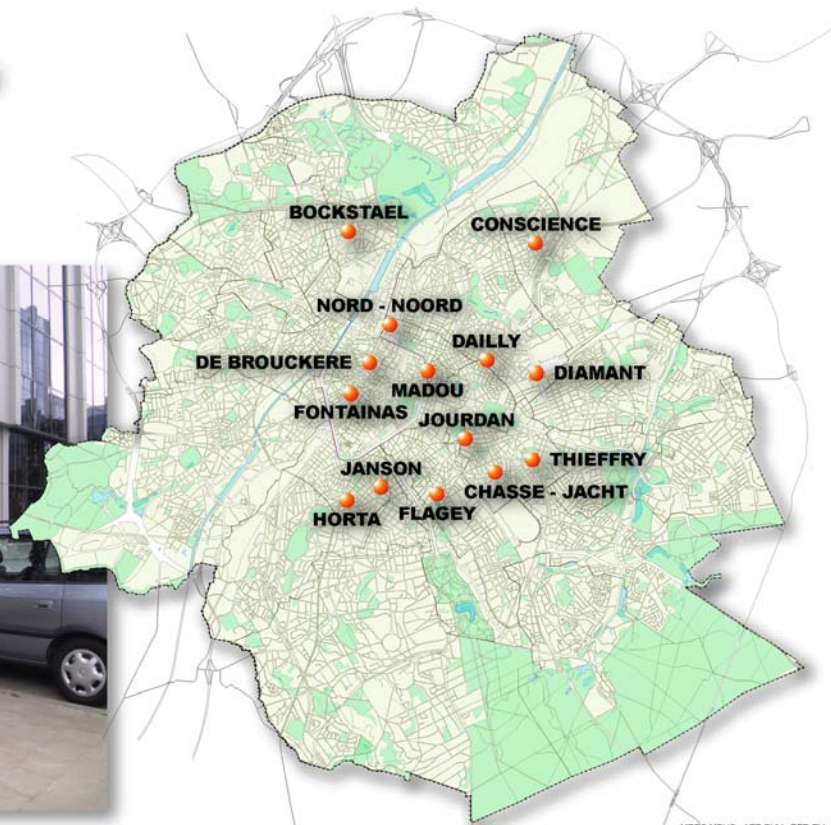 BOCKSTAEL
CONSCIENCE
NORD - NOORD
DAILLY
DE BROUCKERE
DIAMANT
MADOU
FONTAINAS
JOURDAN
THIEFFRY
JANSON
CHASSE - JACHT
FLAGEY
HORTA